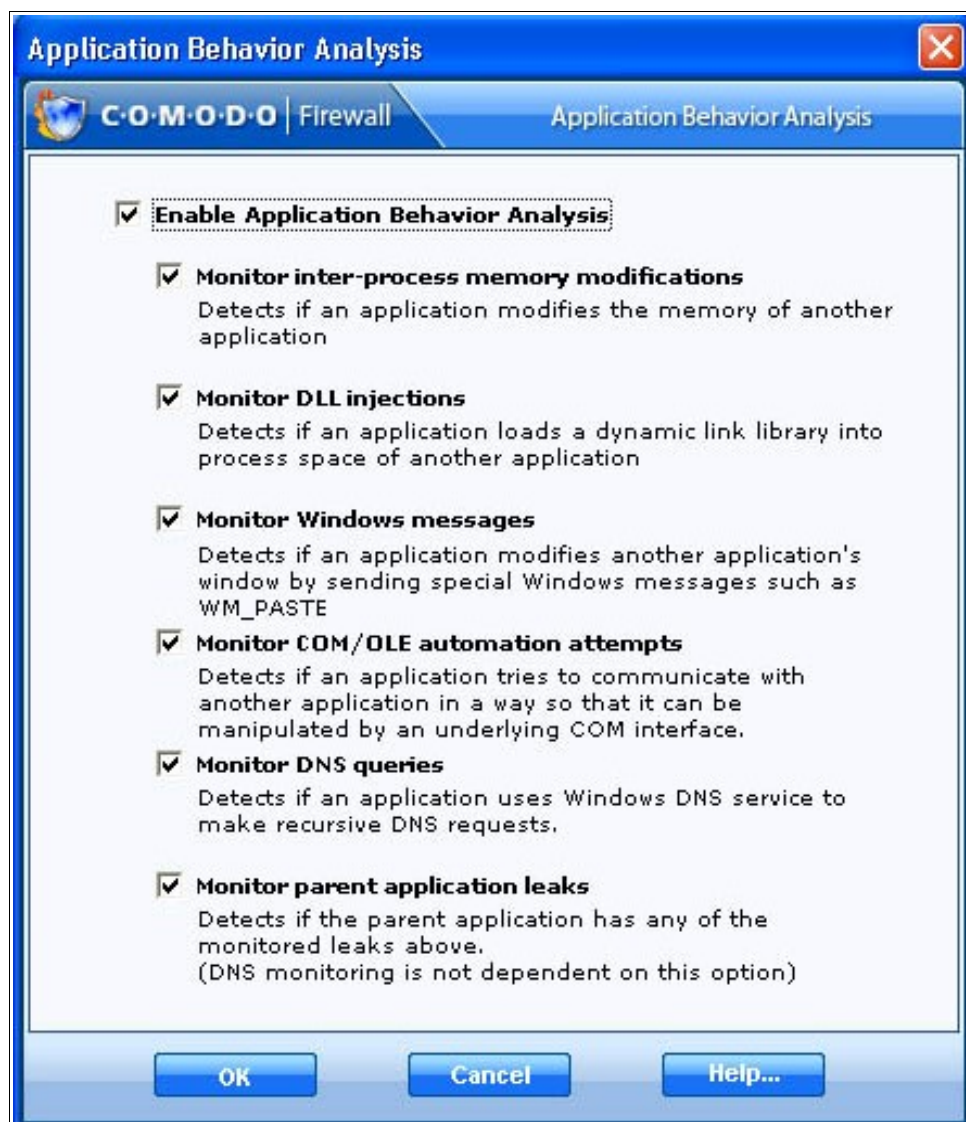 Application Behavior Analysis
C·O·M·O·D·O | Firewall
Application Behavior Analysis
Enable Application Behavior Analysis
Monitor inter-process memory modifications
Detects if an application modifies the memory of another
application
Monitor DLL injections
Detects if an application loads a dynamic link library into
process space of another application
Monitor Windows messages
Detects if an application modifies another application's
window by sending special Windows messages such as
WM_PASTE
Monitor COM/OLE automation attempts
Detects if an application tries to communicate with
another application in a way so that it can be
manipulated by an underlying COM interface.
Monitor DNS queries
Detects if an application uses Windows DNS service to
make recursive DNS requests.
Monitor parent application leaks
Detects if the parent application has any of the
monitored leaks above.
(DNS monitoring is not dependent on this option)
OK
Cancel
Help...